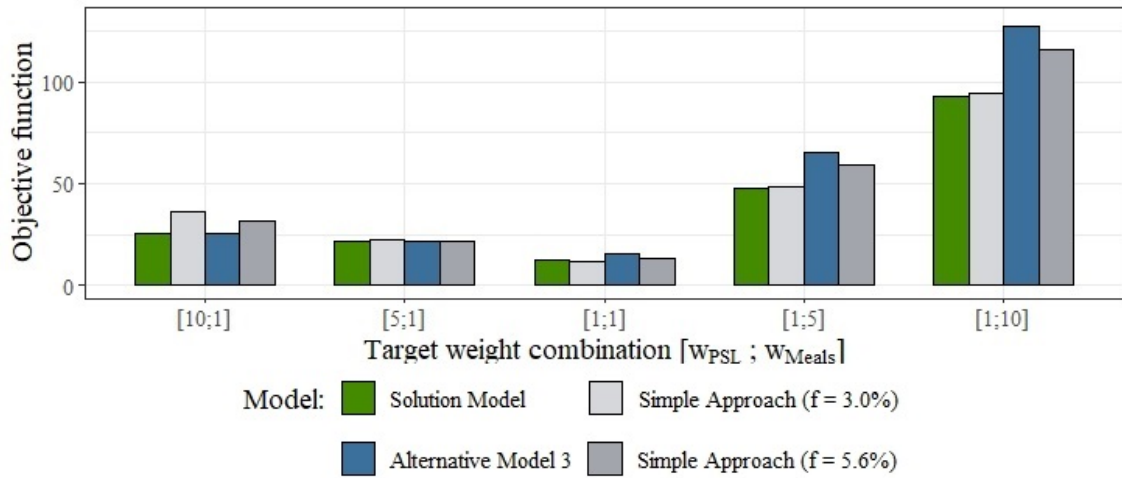 Objective function
100
50
0
[10;1] [5;1] [1;1] [1;5] [1;10]
Target weight combination [wPSL ; wMeals]
Model: Solution Model Simple Approach (f = 3.0%)
Alternative Model 3 Simple Approach (f = 5.6%)